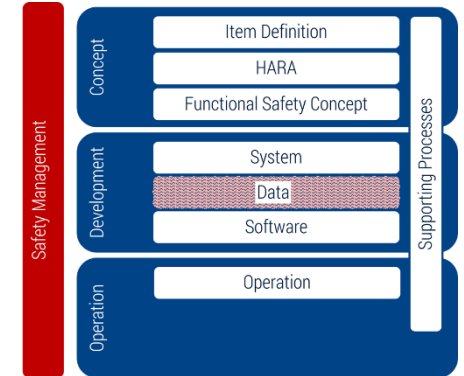 Safety Management
Concept
Item Definition
HARA
Functional Safety Concept
Development
System
Data
Software
Operation
Operation
Supporting Processes